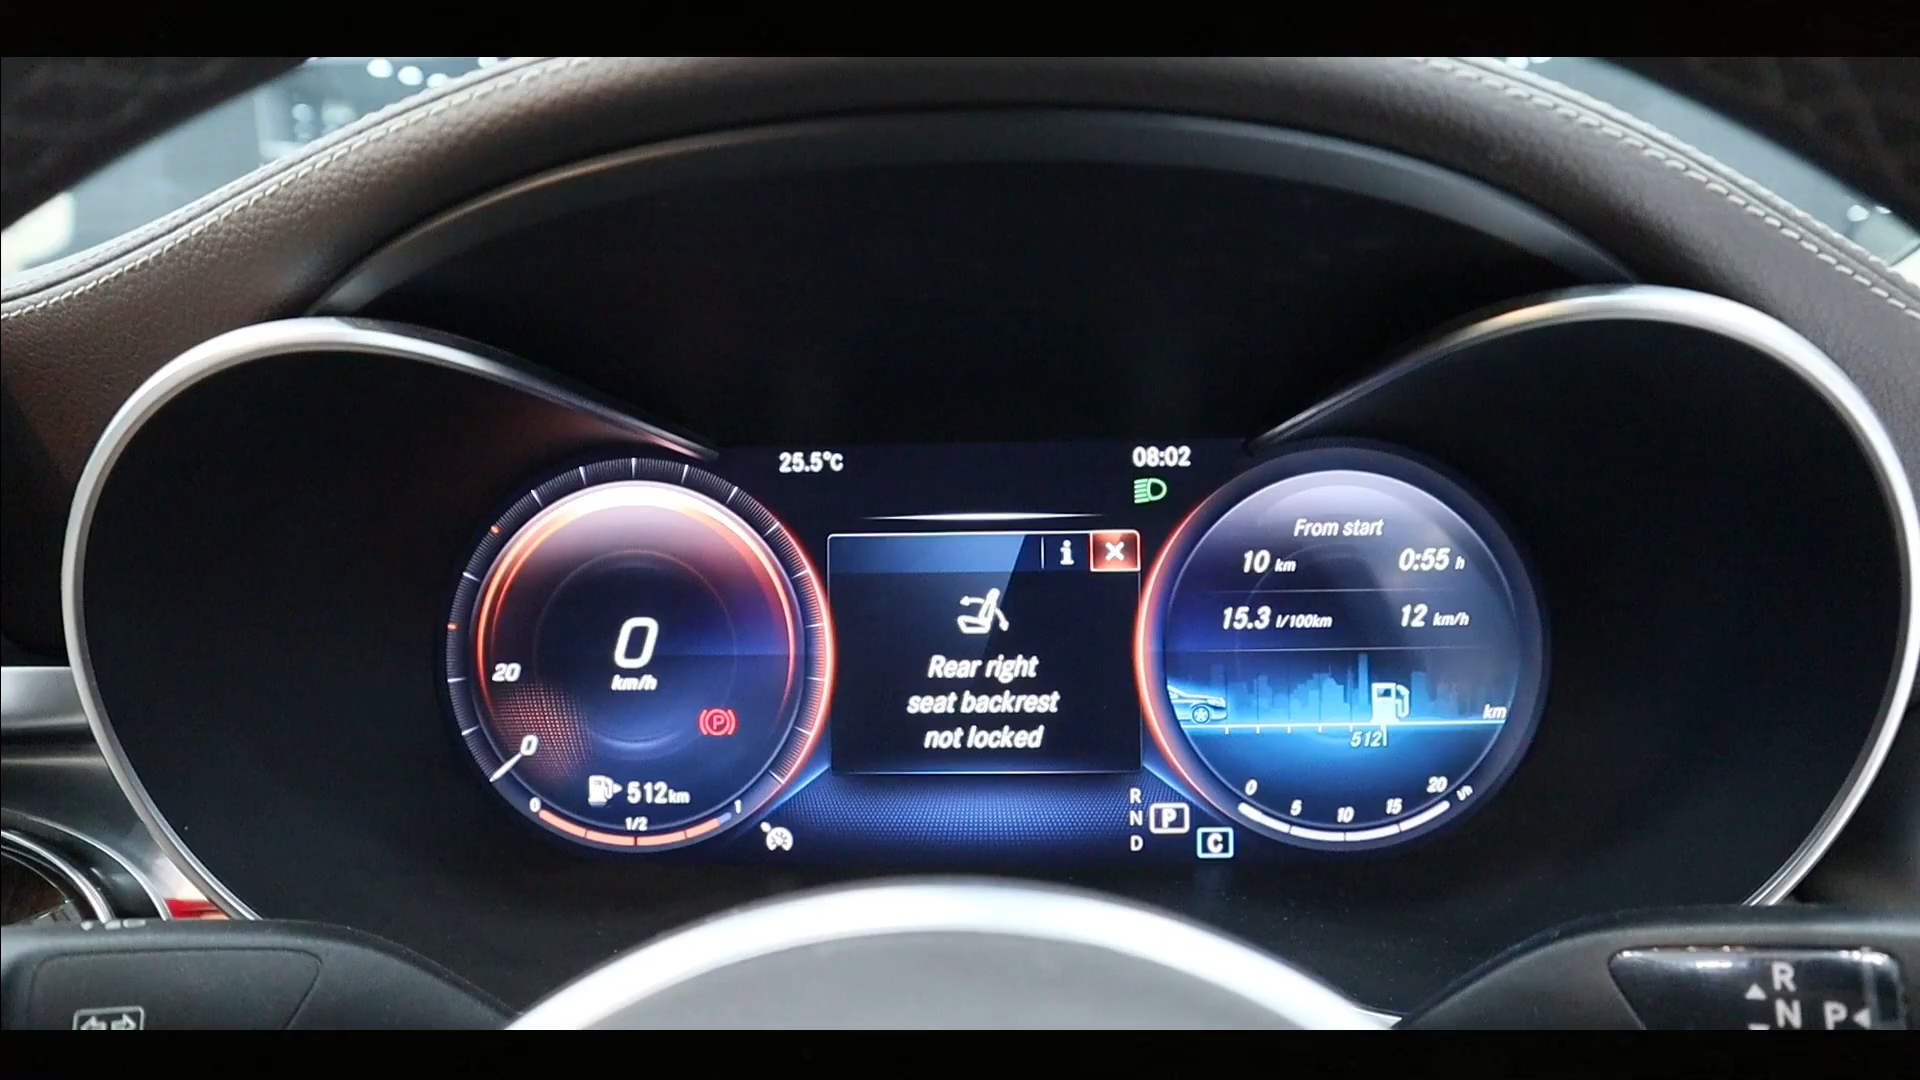 25.5°C
08:02
i
From start
10 km 0:55 h
15.3 l/100km 12 km/h
Rear right
seat backrest
not locked
0
km/h
20
0
P
512km
0 1/2 1
512
km
0 5 10 15 20
R
N P
D
C
R
N P